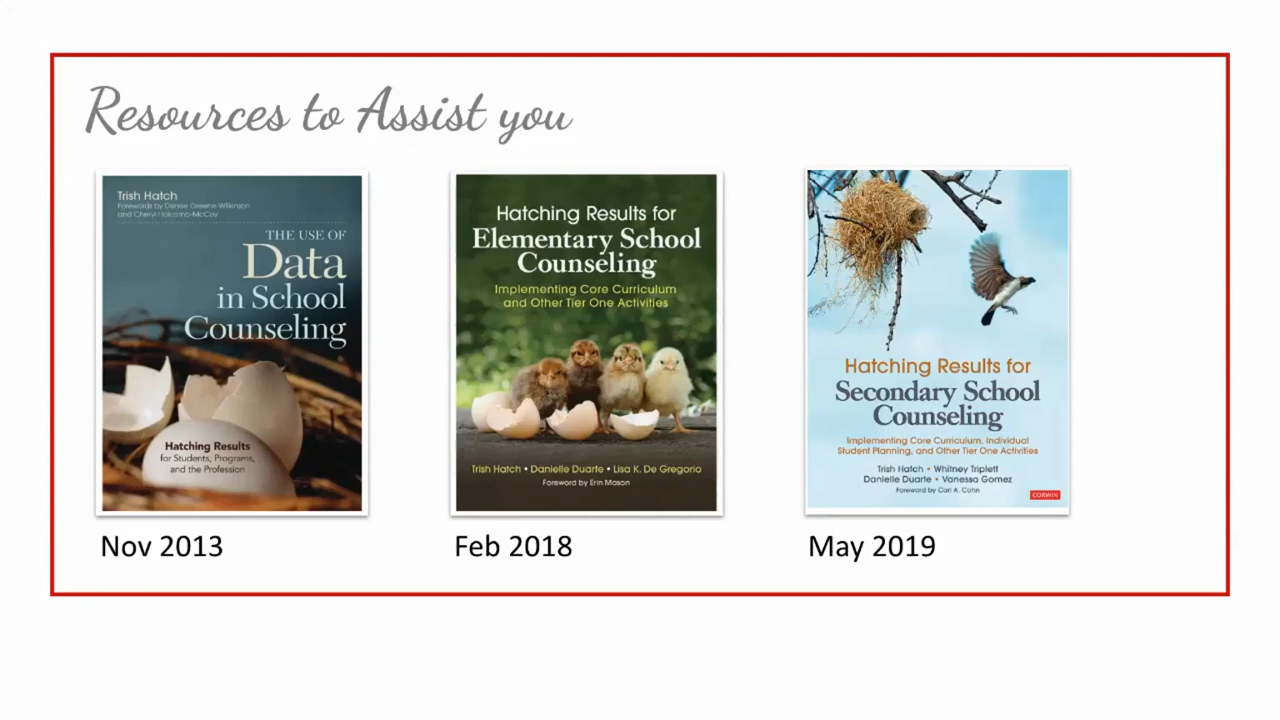 Resources to Assist you
Trish Hatch
Forewords by Denise Greene-Wilkinson
and Cheryl Holcomb-McCoy
THE USE OF
Data
in School
Counseling
Hatching Results
for Students, Programs,
and the Profession
Nov 2013
Hatching Results for
Elementary School
Counseling
Implementing Core Curriculum
and Other Tier One Activities
Trish Hatch • Danielle Duarte • Lisa K. De Gregorio
Foreword by Erin Mason
Feb 2018
Hatching Results for
Secondary School
Counseling
Implementing Core Curriculum, Individual
Student Planning, and Other Tier One Activities
Trish Hatch • Whitney Triplett
Danielle Duarte • Vanessa Gomez
Foreword by Carl A. Cohn
CORWIN
May 2019